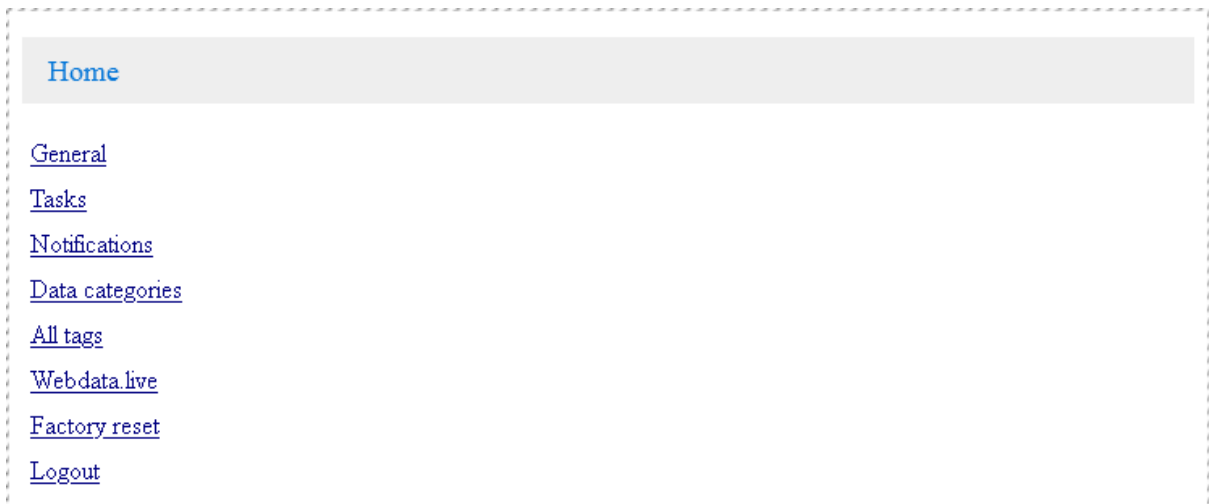 Home
General
Tasks
Notifications
Data categories
All tags
Webdata.live
Factory reset
Logout